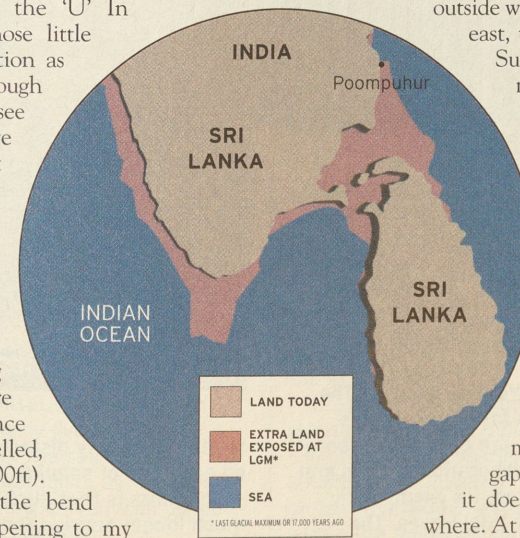 the 'U' In
hose little
tion as
ough
see
re
elled,
00ft).
the bend
pening to my
outside w
east,
Su
INDIA
Poompuhur
SRI
LANKA
SRI
LANKA
INDIAN
OCEAN
LAND TODAY
EXTRA LAND
EXPOSED AT
LGM*
SEA
* LAST GLACIAL MAXIMUM OR 17,000 YEARS AGO
nce
gap
it doe
where. At